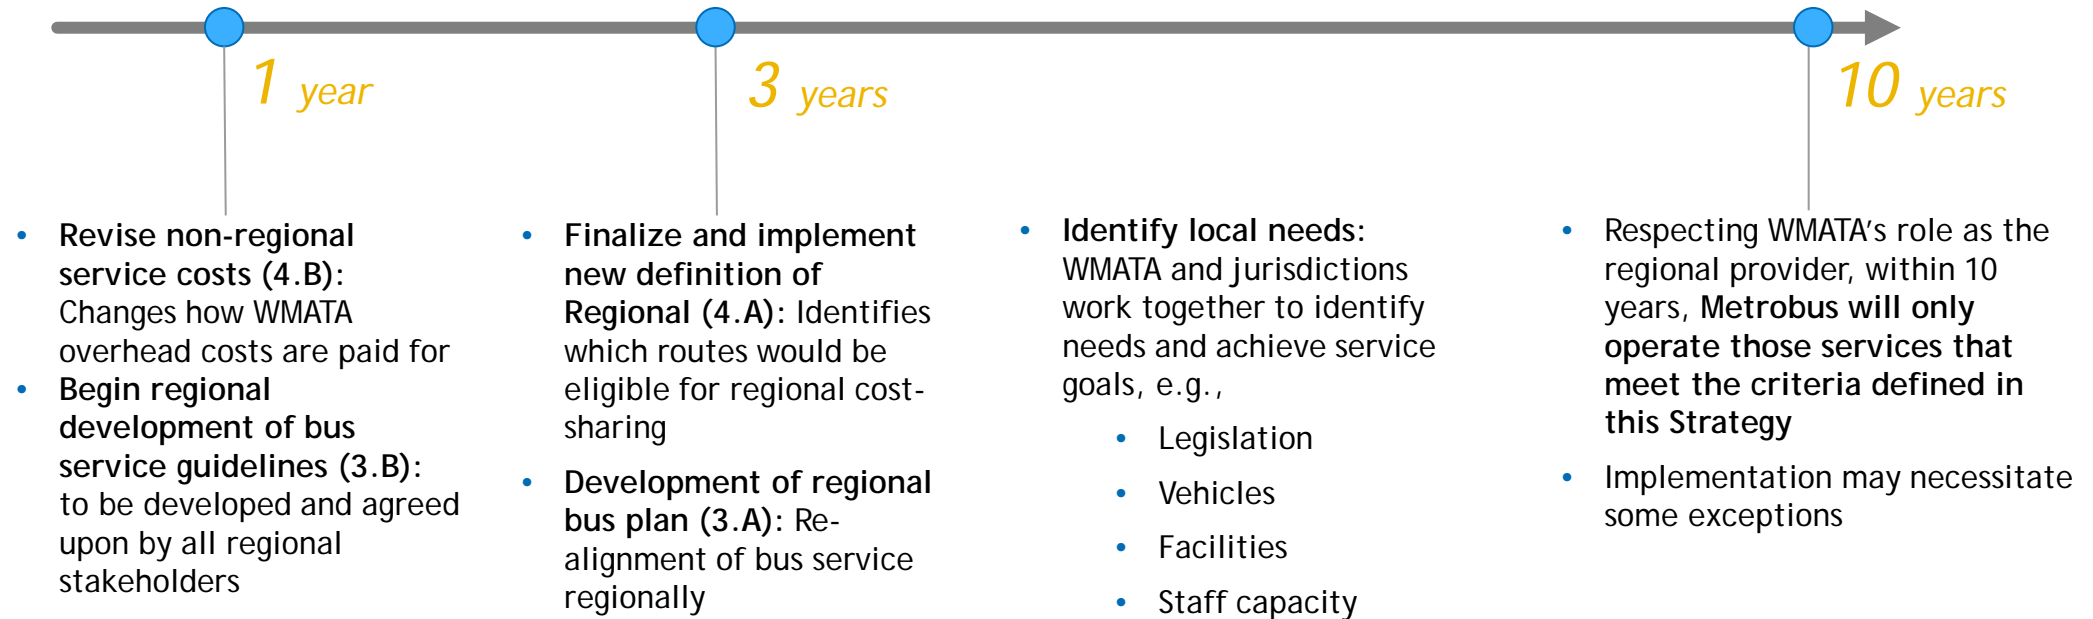 1 year
3 years
10 years
• Revise non-regional
service costs (4.B):
Changes how WMATA
overhead costs are paid for
• Begin regional
development of bus
service guidelines (3.B):
to be developed and agreed
upon by all regional
stakeholders
• Finalize and implement
new definition of
Regional (4.A): Identifies
which routes would be
eligible for regional cost-
sharing
• Development of regional
bus plan (3.A): Re-
alignment of bus service
regionally
• Identify local needs:
WMATA and jurisdictions
work together to identify
needs and achieve service
goals, e.g.,
• Legislation
• Vehicles
• Facilities
• Staff capacity
• Respecting WMATA's role as the
regional provider, within 10
years, Metrobus will only
operate those services that
meet the criteria defined in
this Strategy
• Implementation may necessitate
some exceptions